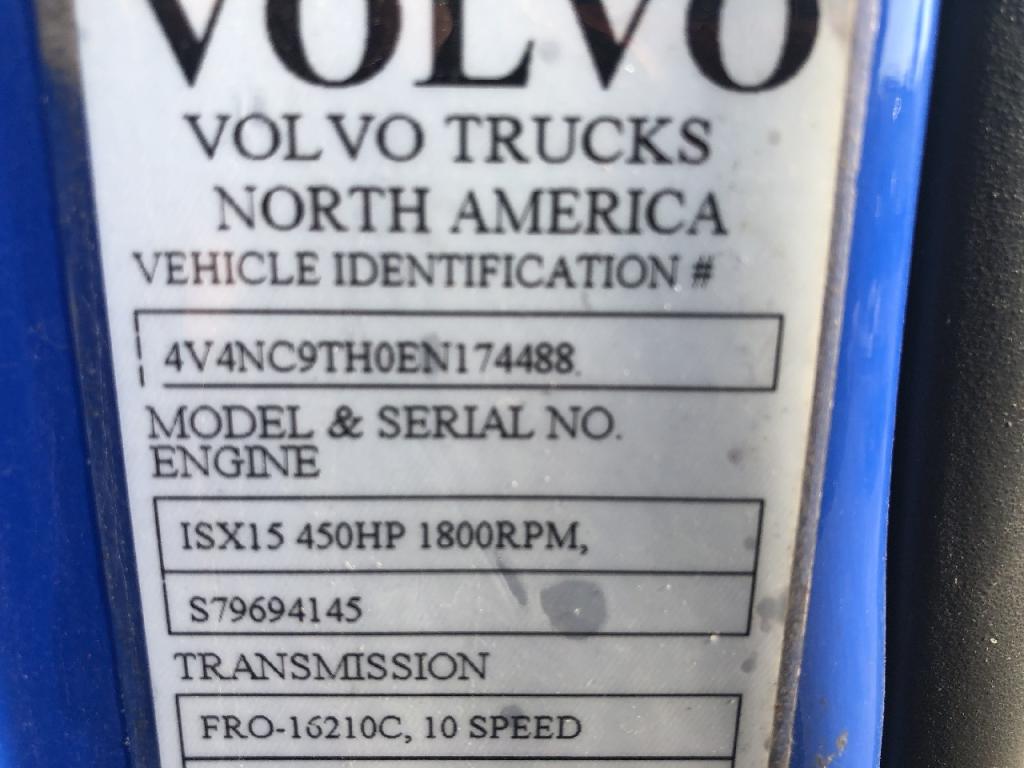 VOLVO
VOLVO TRUCKS
NORTH AMERICA
VEHICLE IDENTIFICATION #
4V4NC9TH0EN174488
MODEL & SERIAL NO.
ENGINE
ISX15 450HP 1800RPM,
S79694145
TRANSMISSION
FRO-16210C, 10 SPEED